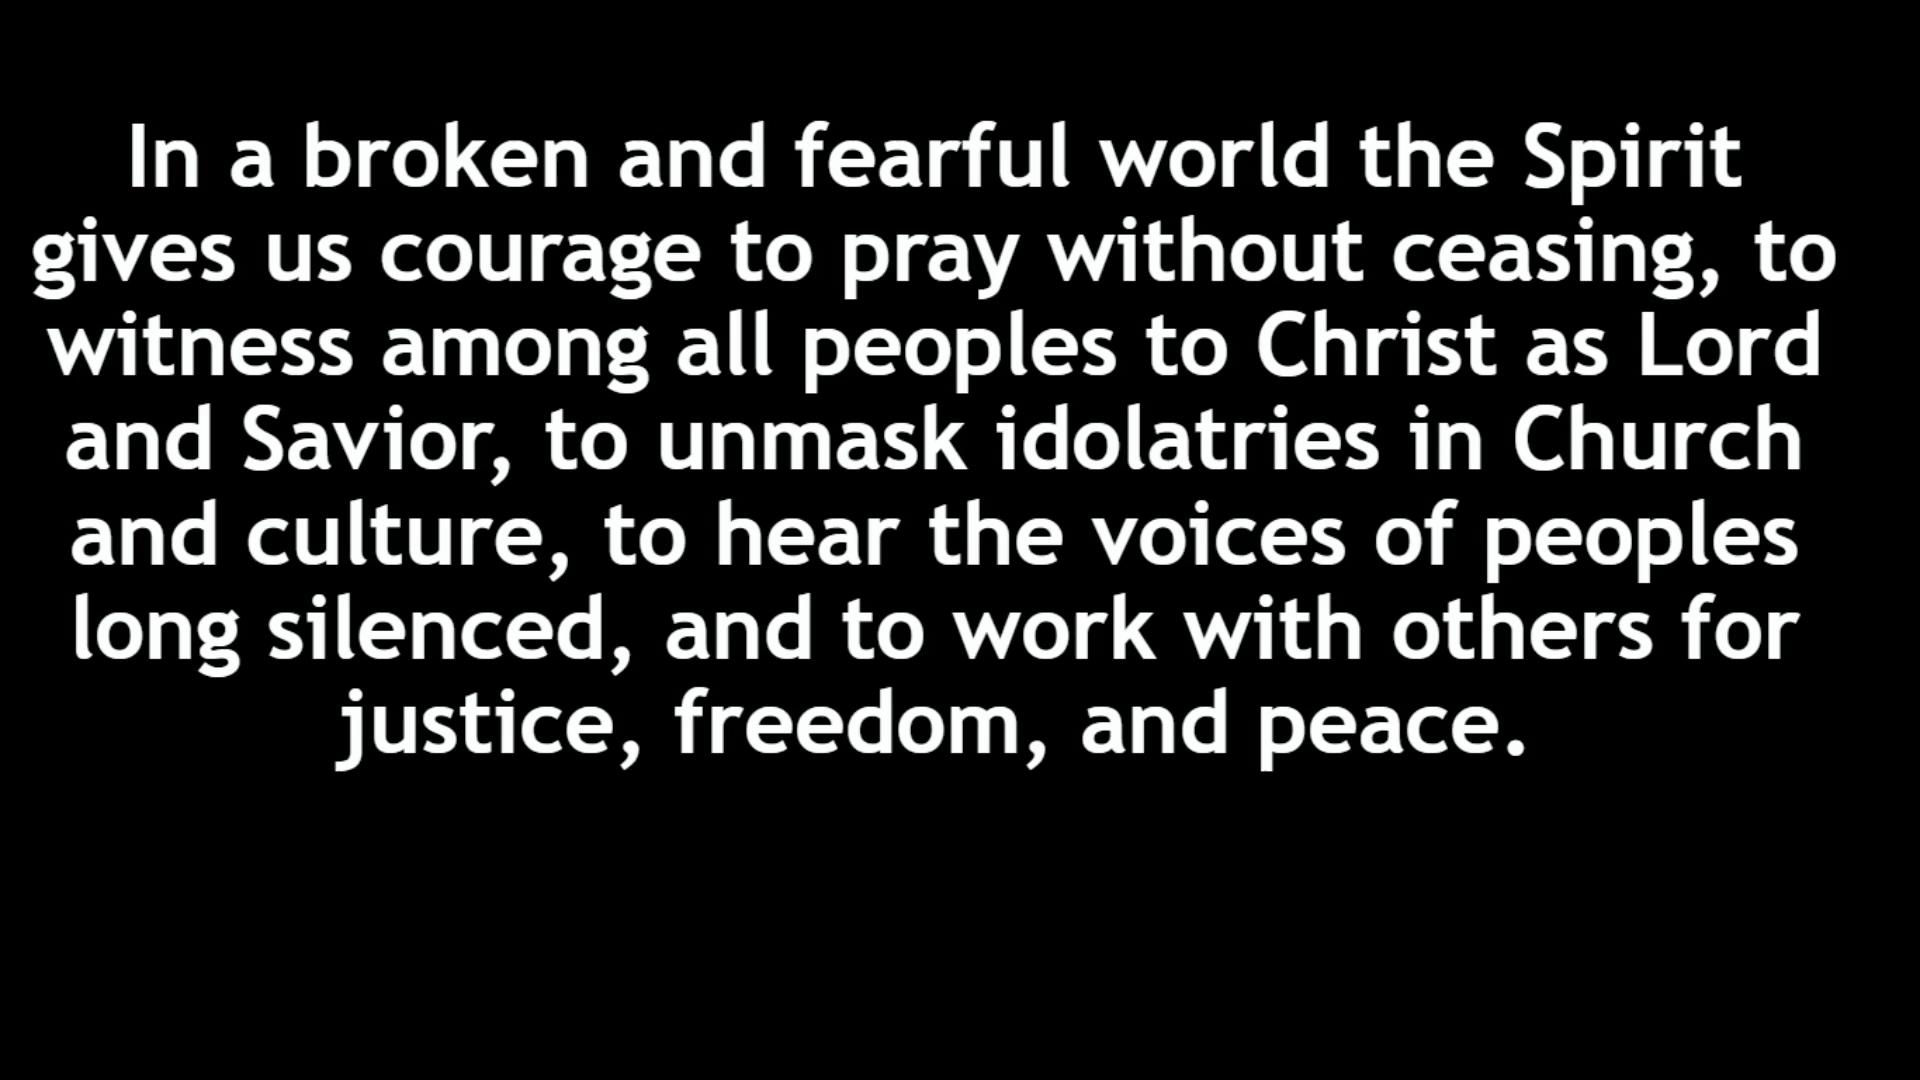 In a broken and fearful world the Spirit
gives us courage to pray without ceasing, to
witness among all peoples to Christ as Lord
and Savior, to unmask idolatries in Church
and culture, to hear the voices of peoples
long silenced, and to work with others for
justice, freedom, and peace.